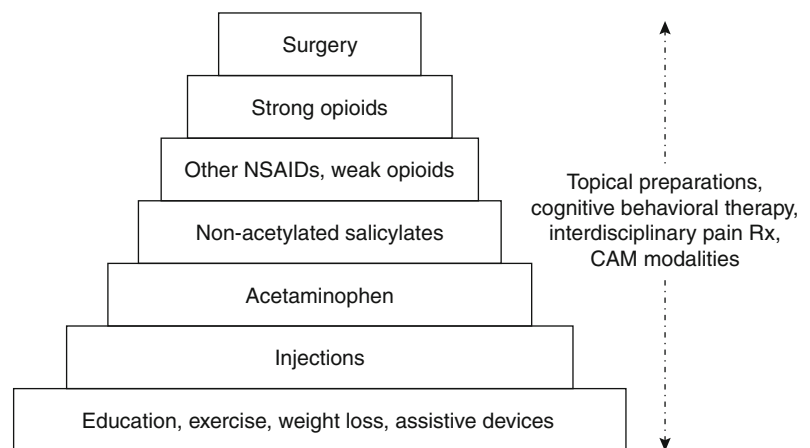 Surgery
Strong opioids
Other NSAIDs, weak opioids
Non-acetylated salicylates
Acetaminophen
Injections
Education, exercise, weight loss, assistive devices
Topical preparations,
cognitive behavioral therapy,
interdisciplinary pain Rx,
CAM modalities